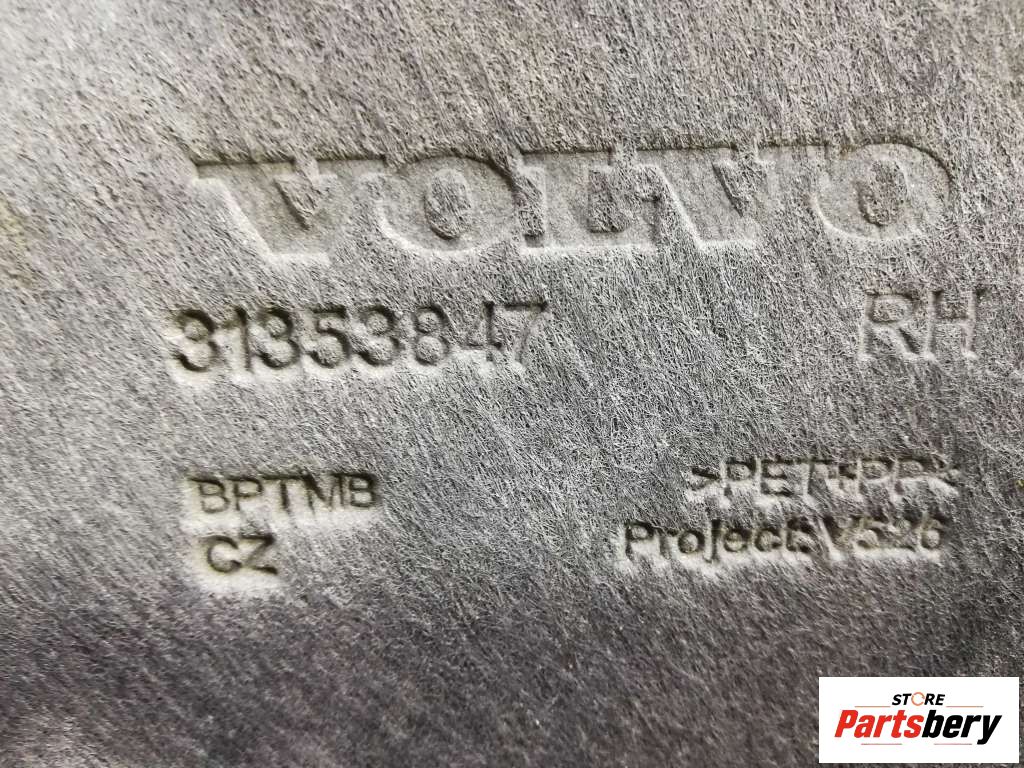 VOLVO
31353847 RH
BPTMB >PET+PP<
CZ Project:V526
STORE
Partsbery